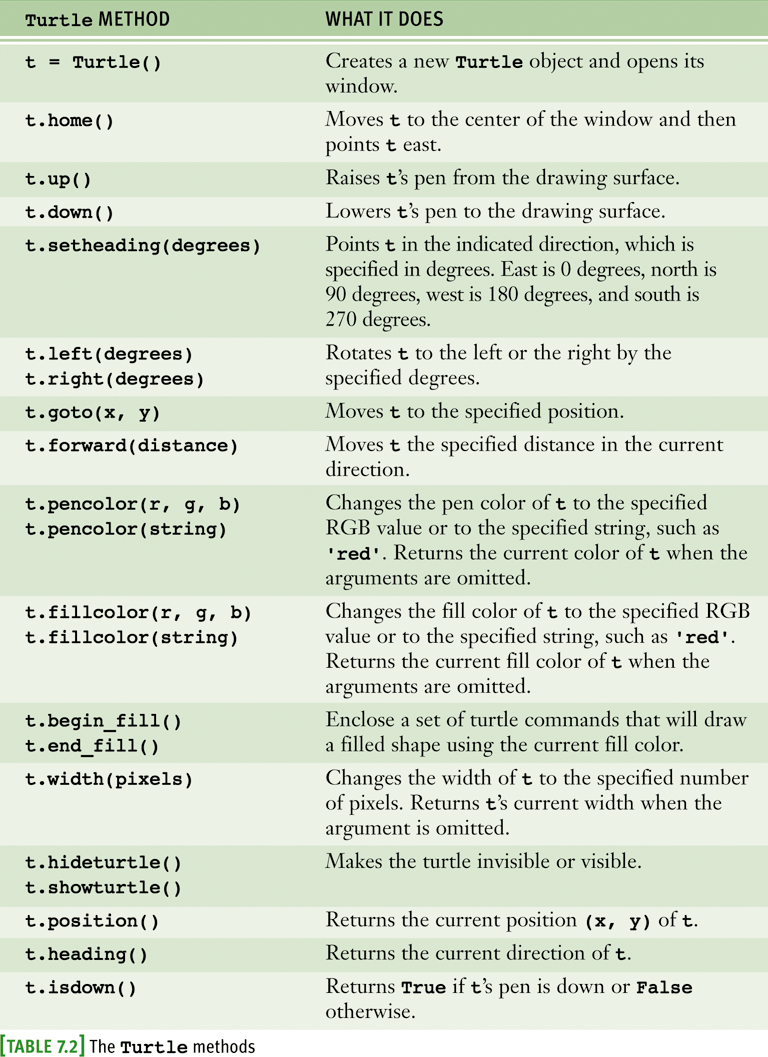 Turtle METHOD WHAT IT DOES
t = Turtle() Creates a new Turtle object and opens its
window.
t.home() Moves t to the center of the window and then
points t east.
t.up() Raises t’s pen from the drawing surface.
t.down() Lowers t’s pen to the drawing surface.
t.setheading(degrees) Points t in the indicated direction, which is
specified in degrees. East is 0 degrees, north is
90 degrees, west is 180 degrees, and south is
270 degrees.
t.left(degrees) Rotates t to the left or the right by the
t.right(degrees) specified degrees.
t.goto(x, y) Moves t to the specified position.
t.forward(distance) Moves t the specified distance in the current
direction.
t.pencolor(r, g, b) Changes the pen color of t to the specified
t.pencolor(string) RGB value or to the specified string, such as
'red'. Returns the current color of t when the
arguments are omitted.
t.fillcolor(r, g, b) Changes the fill color of t to the specified RGB
t.fillcolor(string) value or to the specified string, such as 'red'.
Returns the current fill color of t when the
arguments are omitted.
t.begin_fill() Enclose a set of turtle commands that will draw
t.end_fill() a filled shape using the current fill color.
t.width(pixels) Changes the width of t to the specified number
of pixels. Returns t’s current width when the
argument is omitted.
t.hideturtle() Makes the turtle invisible or visible.
t.showturtle()
t.position() Returns the current position (x, y) of t.
t.heading() Returns the current direction of t.
t.isdown() Returns True if t’s pen is down or False
otherwise.
[TABLE 7.2] The Turtle methods